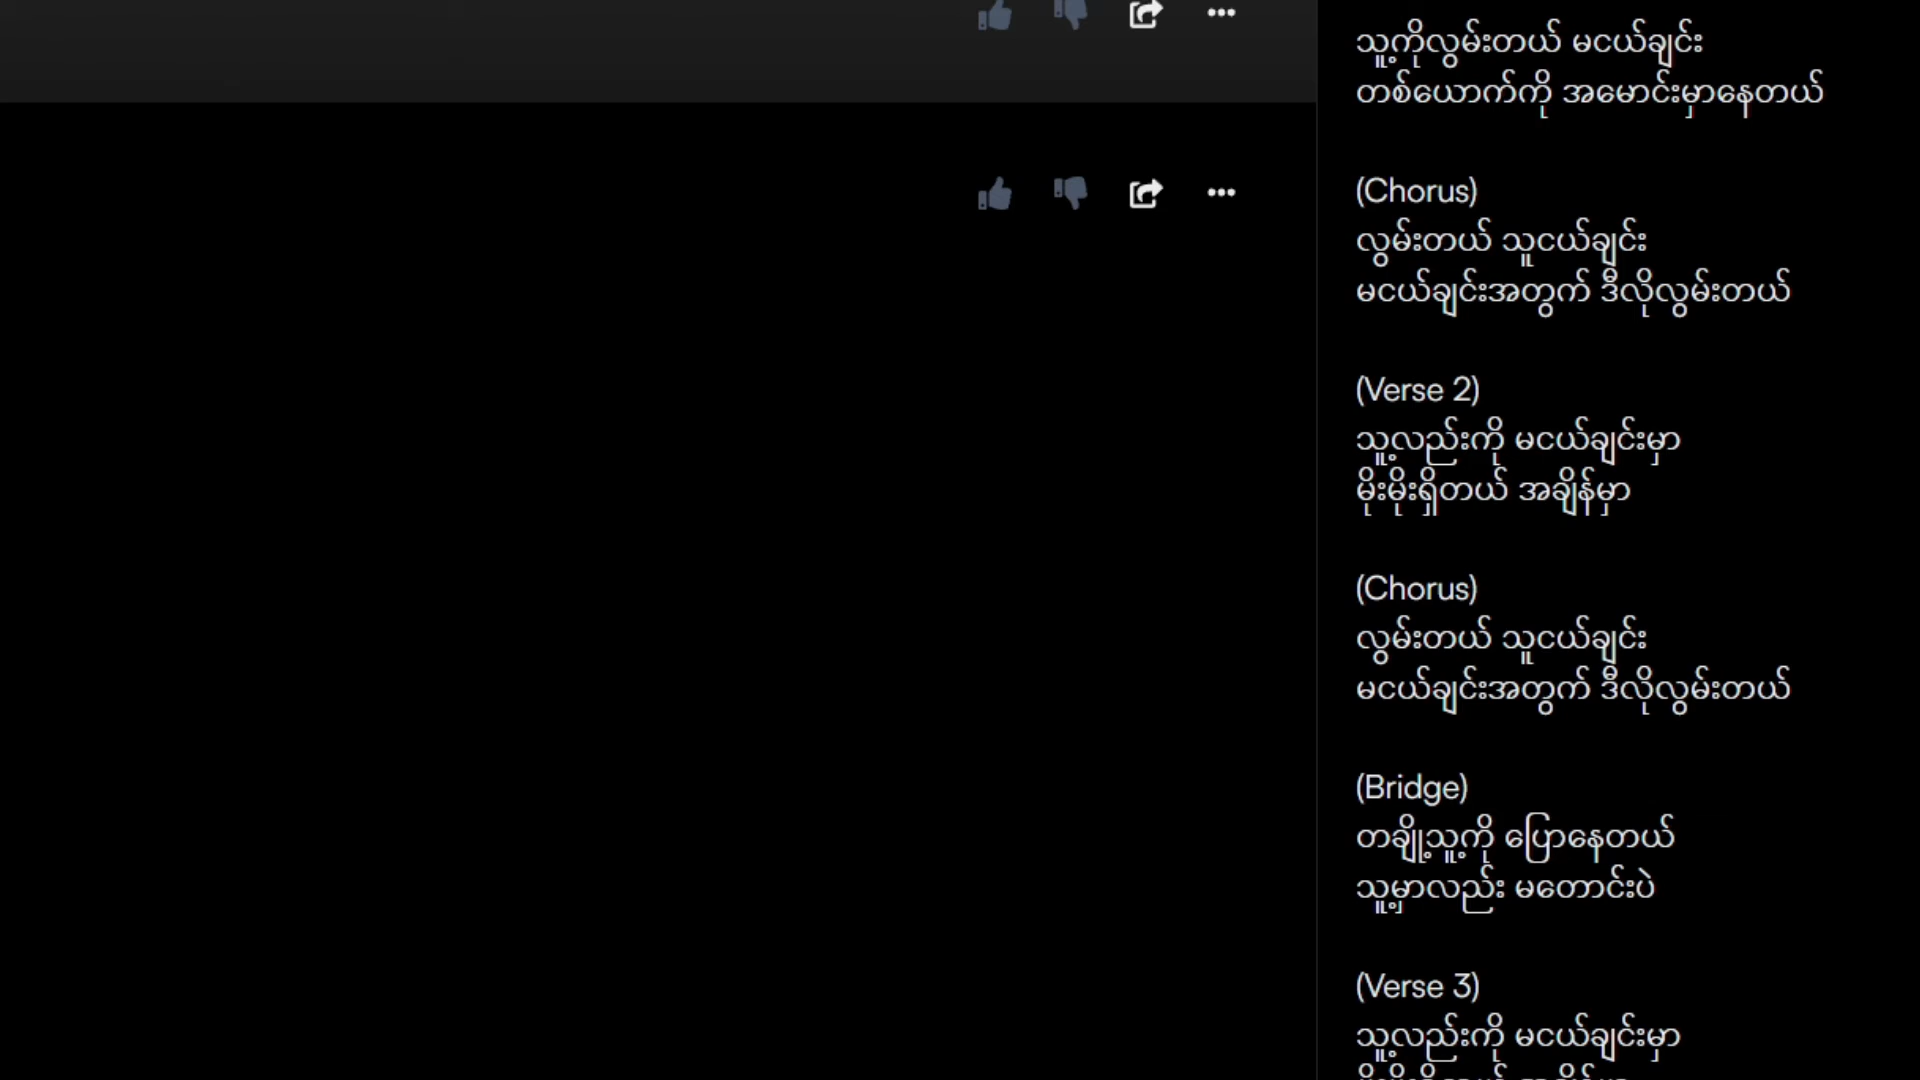 သူ့ကိုလွမ်းတယ် မငယ်ချင်း
တစ်ယောက်ကို အမောင်းမှာနေတယ်
(Chorus)
လွမ်းတယ် သူငယ်ချင်း
မငယ်ချင်းအတွက် ဒီလိုလွမ်းတယ်
(Verse 2)
သူ့လည်းကို မငယ်ချင်းမှာ
မိုးမိုးရှိတယ် အချိန်မှာ
(Chorus)
လွမ်းတယ် သူငယ်ချင်း
မငယ်ချင်းအတွက် ဒီလိုလွမ်းတယ်
(Bridge)
တချို့သူ့ကို ပြောနေတယ်
သူ့မှာလည်း မတောင်းပဲ
(Verse 3)
သူ့လည်းကို မငယ်ချင်းမှာ